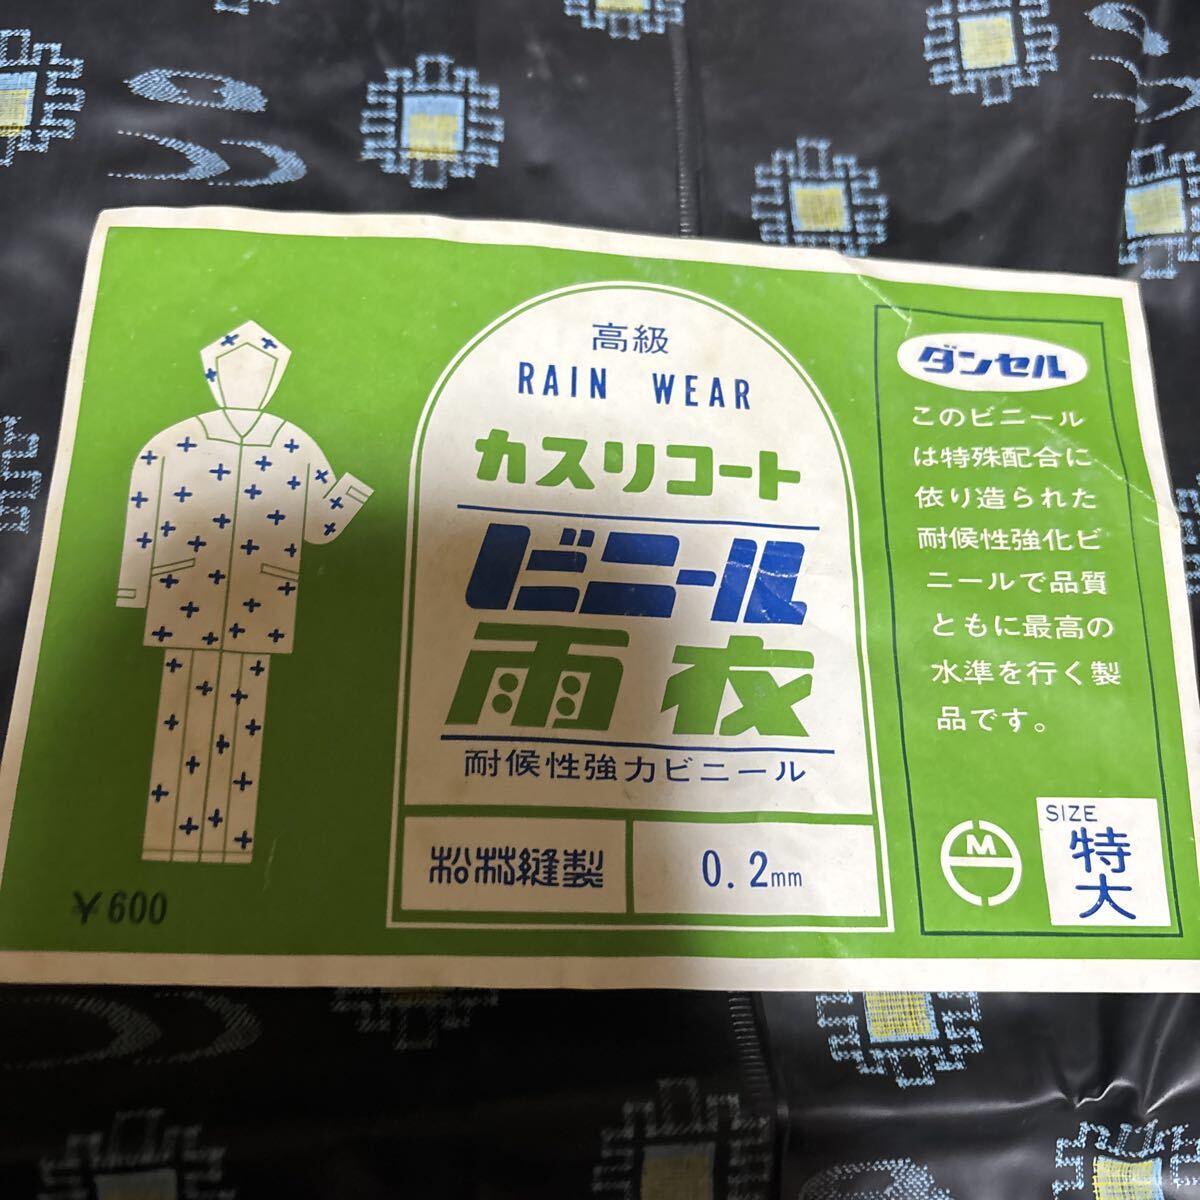 高級
RAIN WEAR
カスリコート
ビニール
雨衣
耐候性強力ビニール
松村縫製
0.2mm
¥600
ダンセル
このビニール
は特殊配合に
依り造られた
耐候性強化ビ
ニールで品質
ともに最高の
水準を行く製
品です。
M
SIZE
特
大